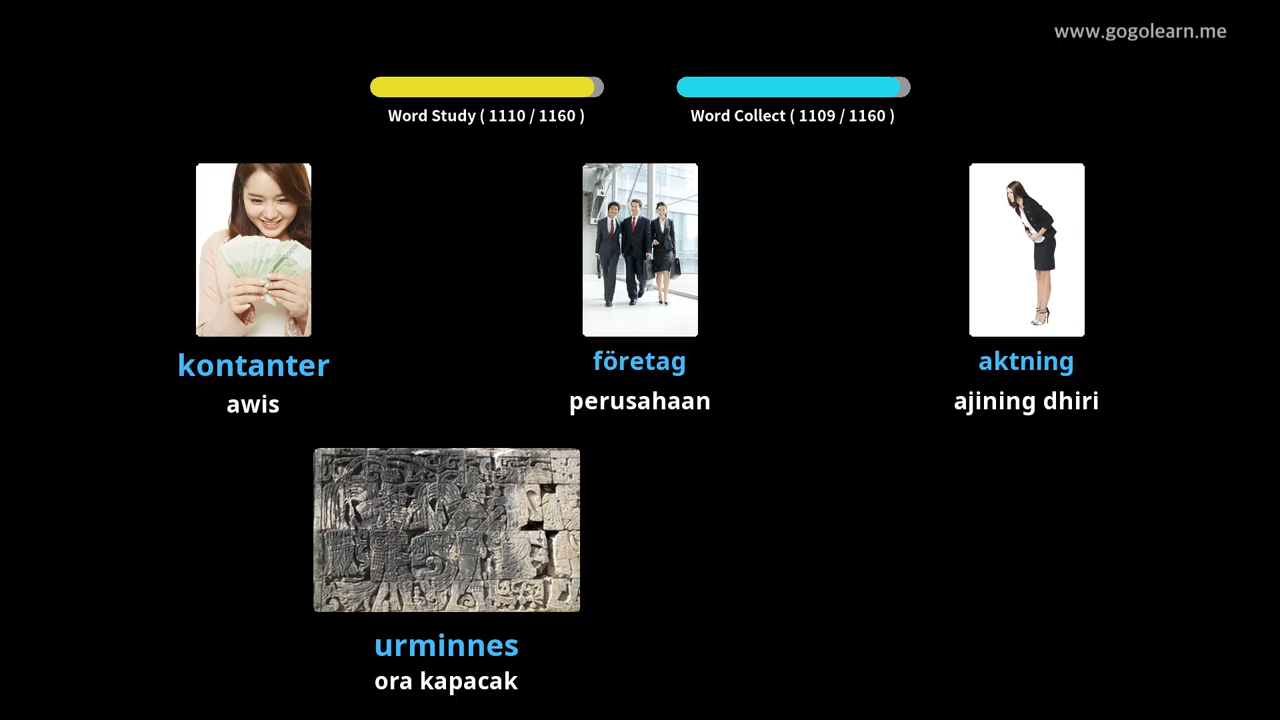 www.gogolearn.me
Word Study ( 1110 / 1160 )
Word Collect ( 1109 / 1160 )
kontanter
awis
företag
perusahaan
aktning
ajining dhiri
urminnes
ora kapacak